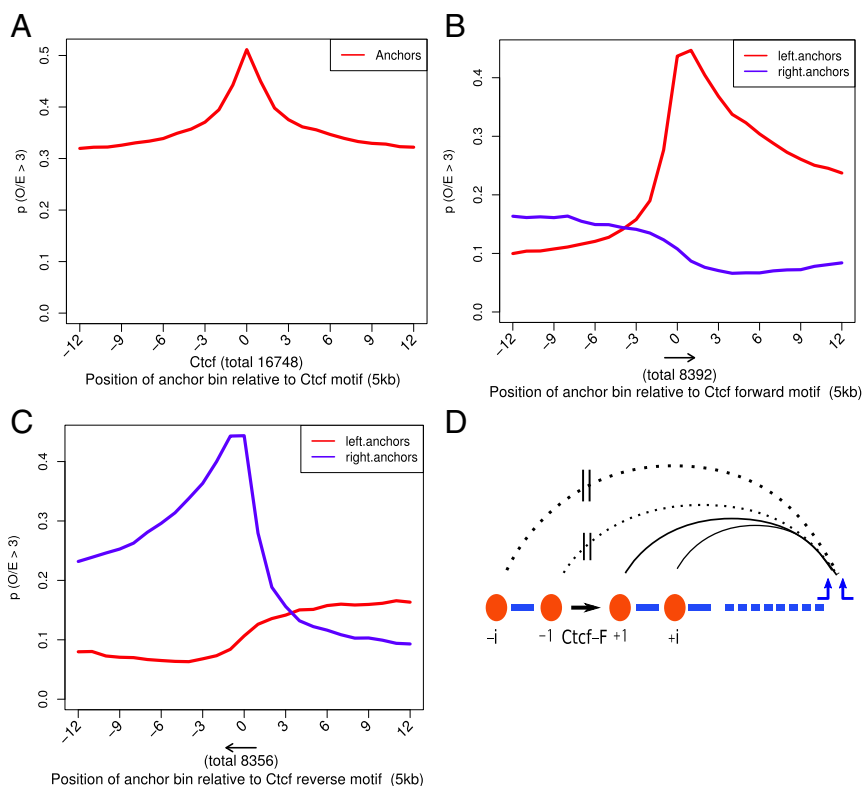 A
Anchors
p (O/E > 3)
0.0 0.1 0.2 0.3 0.4 0.5
−12 −9 −6 −3 0 3 6 9 12
Ctcf (total 16748)
Position of anchor bin relative to Ctcf motif (5kb)
B
left.anchors
right.anchors
p (O/E > 3)
0.0 0.1 0.2 0.3 0.4
−12 −9 −6 −3 0 3 6 9 12
(total 8392)
Position of anchor bin relative to Ctcf forward motif (5kb)
C
left.anchors
right.anchors
p (O/E > 3)
0.0 0.1 0.2 0.3 0.4
−12 −9 −6 −3 0 3 6 9 12
(total 8356)
Position of anchor bin relative to Ctcf reverse motif (5kb)
D
−i −1 Ctcf−F +1 +i